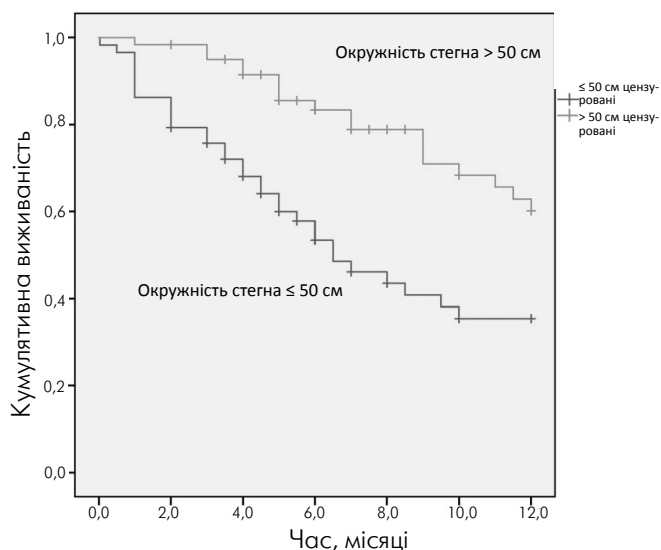 1,0
0,8
0,6
0,4
0,2
0,0
Кумулятивна виживаність
Окружність стегна > 50 см
Окружність стегна ≤ 50 см
≤ 50 см цензу-
ровані
> 50 см цензу-
ровані
0,0 2,0 4,0 6,0 8,0 10,0 12,0
Час, місяці